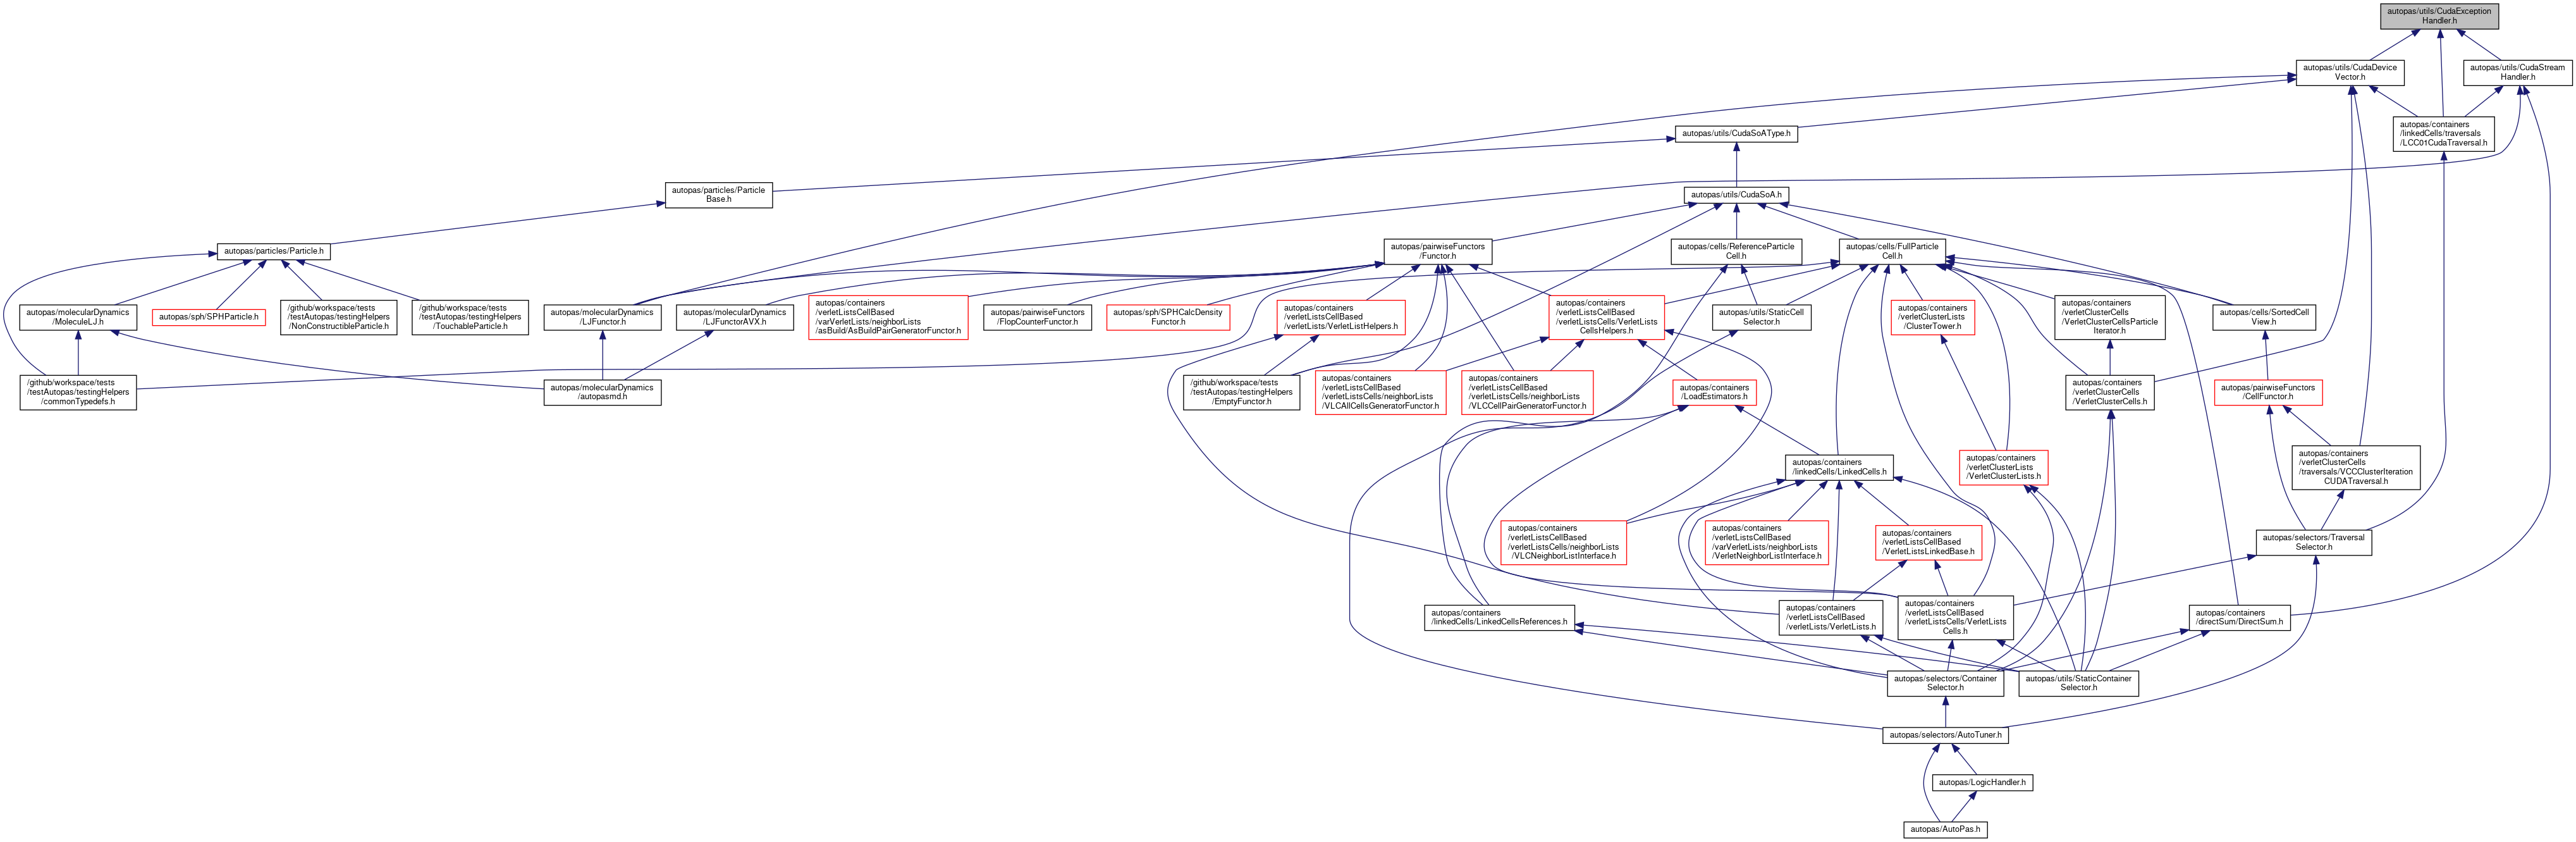 autopas/utils/CudaException
Handler.h
autopas/utils/CudaDevice
Vector.h
autopas/utils/CudaStream
Handler.h
autopas/utils/CudaSoAType.h
autopas/containers
/linkedCells/traversals
/LCC01CudaTraversal.h
autopas/particles/Particle
Base.h
autopas/utils/CudaSoA.h
autopas/particles/Particle.h
autopas/pairwiseFunctors
/Functor.h
autopas/cells/ReferenceParticle
Cell.h
autopas/cells/FullParticle
Cell.h
autopas/molecularDynamics
/MoleculeLJ.h
autopas/sph/SPHParticle.h
/github/workspace/tests
/testAutopas/testingHelpers
/NonConstructibleParticle.h
/github/workspace/tests
/testAutopas/testingHelpers
/TouchableParticle.h
autopas/molecularDynamics
/LJFunctor.h
autopas/molecularDynamics
/LJFunctorAVX.h
autopas/containers
/verletListsCellBased
/varVerletLists/neighborLists
/asBuild/AsBuildPairGeneratorFunctor.h
autopas/pairwiseFunctors
/FlopCounterFunctor.h
autopas/sph/SPHCalcDensity
Functor.h
autopas/containers
/verletListsCellBased
/verletLists/VerletListHelpers.h
autopas/containers
/verletListsCellBased
/verletListsCells/VerletLists
CellsHelpers.h
autopas/utils/StaticCell
Selector.h
autopas/containers
/verletClusterLists
/ClusterTower.h
autopas/containers
/verletClusterCells
/VerletClusterCellsParticle
Iterator.h
autopas/cells/SortedCell
View.h
/github/workspace/tests
/testAutopas/testingHelpers
/commonTypedefs.h
autopas/molecularDynamics
/autopasmd.h
/github/workspace/tests
/testAutopas/testingHelpers
/EmptyFunctor.h
autopas/containers
/verletListsCellBased
/verletListsCells/neighborLists
/VLCAllCellsGeneratorFunctor.h
autopas/containers
/verletListsCellBased
/verletListsCells/neighborLists
/VLCCellPairGeneratorFunctor.h
autopas/containers
/LoadEstimators.h
autopas/containers
/verletClusterCells
/VerletClusterCells.h
autopas/pairwiseFunctors
/CellFunctor.h
autopas/containers
/linkedCells/LinkedCells.h
autopas/containers
/verletClusterLists
/VerletClusterLists.h
autopas/containers
/verletClusterCells
/traversals/VCCClusterIteration
CUDATraversal.h
autopas/containers
/verletListsCellBased
/verletListsCells/neighborLists
/VLCNeighborListInterface.h
autopas/containers
/verletListsCellBased
/varVerletLists/neighborLists
/VerletNeighborListInterface.h
autopas/containers
/verletListsCellBased
/VerletListsLinkedBase.h
autopas/selectors/Traversal
Selector.h
autopas/containers
/linkedCells/LinkedCellsReferences.h
autopas/containers
/verletListsCellBased
/verletLists/VerletLists.h
autopas/containers
/verletListsCellBased
/verletListsCells/VerletLists
Cells.h
autopas/containers
/directSum/DirectSum.h
autopas/selectors/Container
Selector.h
autopas/utils/StaticContainer
Selector.h
autopas/selectors/AutoTuner.h
autopas/LogicHandler.h
autopas/AutoPas.h